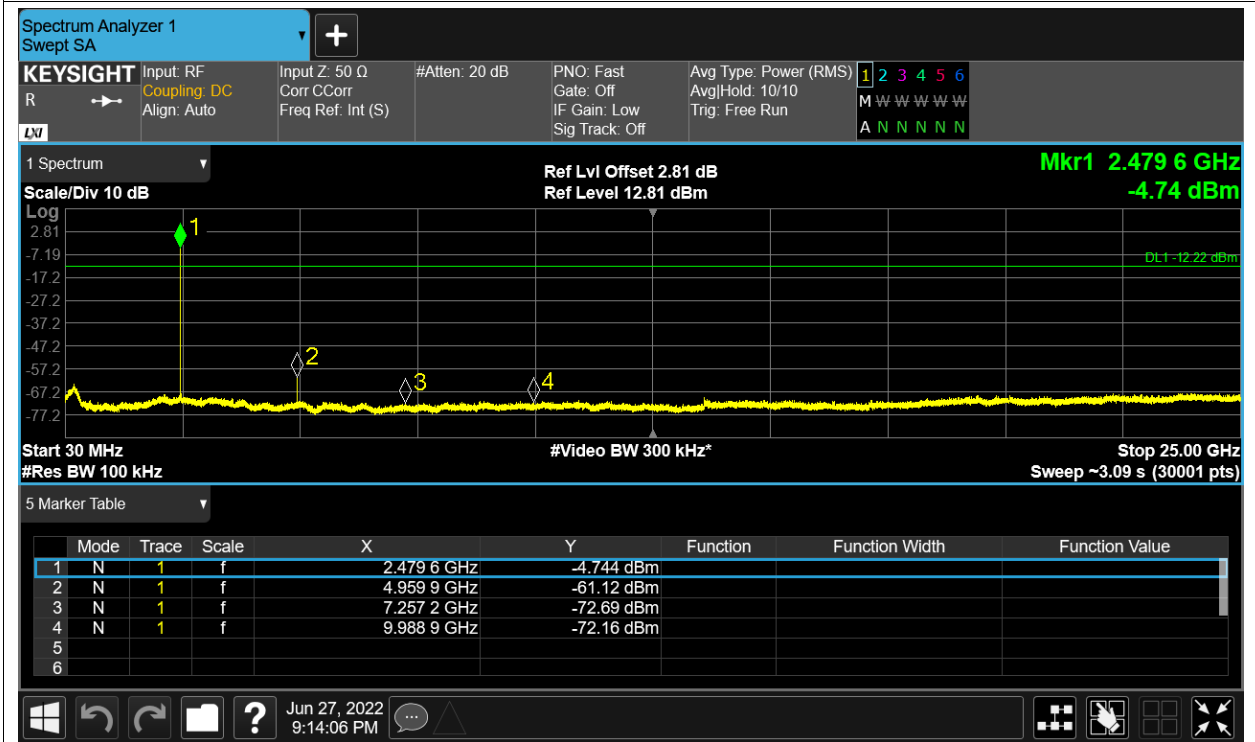 Spectrum Analyzer 1
Swept SA
+
KEYSIGHT Input: RF Input Z: 50 Ω #Atten: 20 dB PNO: Fast Avg Type: Power (RMS) 1 2 3 4 5 6
R Coupling: DC Corr CCorr Gate: Off Avg|Hold: 10/10 M W W W W W
Align: Auto Freq Ref: Int (S) IF Gain: Low Trig: Free Run
LXI Sig Track: Off A N N N N N
1 Spectrum Ref Lvl Offset 2.81 dB Mkr1 2.479 6 GHz
Scale/Div 10 dB Ref Level 12.81 dBm -4.74 dBm
Log
2.81 1
-7.19 DL1 -12.22 dBm
-17.2
-27.2
-37.2
-47.2 2
-57.2
-67.2 3 4
-77.2
Start 30 MHz #Video BW 300 kHz* Stop 25.00 GHz
#Res BW 100 kHz Sweep ~3.09 s (30001 pts)
5 Marker Table
Mode Trace Scale X Y Function Function Width Function Value
1 N 1 f 2.479 6 GHz -4.744 dBm
2 N 1 f 4.959 9 GHz -61.12 dBm
3 N 1 f 7.257 2 GHz -72.69 dBm
4 N 1 f 9.988 9 GHz -72.16 dBm
5
6
? Jun 27, 2022
9:14:06 PM